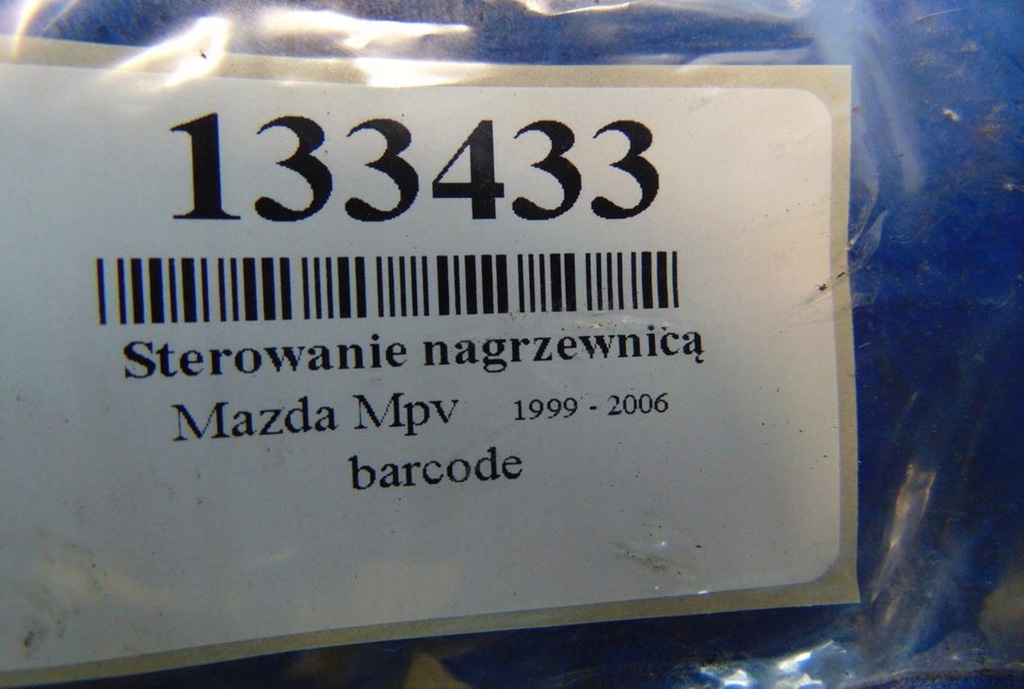 133433
Sterowanie nagrzewnicą
Mazda Mpv 1999 - 2006
barcode